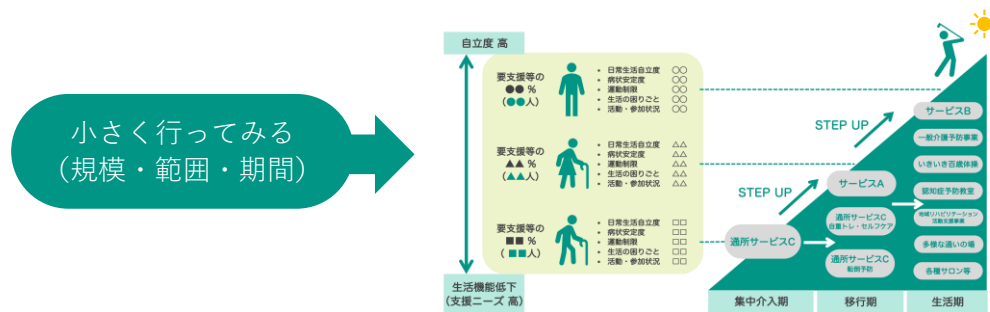 小さく行ってみる
(規模・範囲・期間)
自立度 高
要支援等の
●● %
(●●人)
• 日常生活自立度 ○○
• 病状安定度 ○○
• 運動制限 ○○
• 生活の困りごと ○○
• 活動・参加状況 ○○
要支援等の
▲▲ %
(▲▲人)
• 日常生活自立度 △△
• 病状安定度 △△
• 運動制限 △△
• 生活の困りごと △△
• 活動・参加状況 △△
要支援等の
■■ %
( ■■人)
• 日常生活自立度 □□
• 病状安定度 □□
• 運動制限 □□
• 生活の困りごと □□
• 活動・参加状況 □□
生活機能低下
(支援ニーズ 高)
STEP UP
STEP UP
通所サービスC
サービスA
通所サービスC
自重トレ・セルフケア
通所サービスC
転倒予防
サービスB
一般介護予防事業
いきいき百歳体操
認知症予防教室
地域リハビリテーション
活動支援事業
多様な通いの場
各種サロン等
集中介入期
移行期
生活期